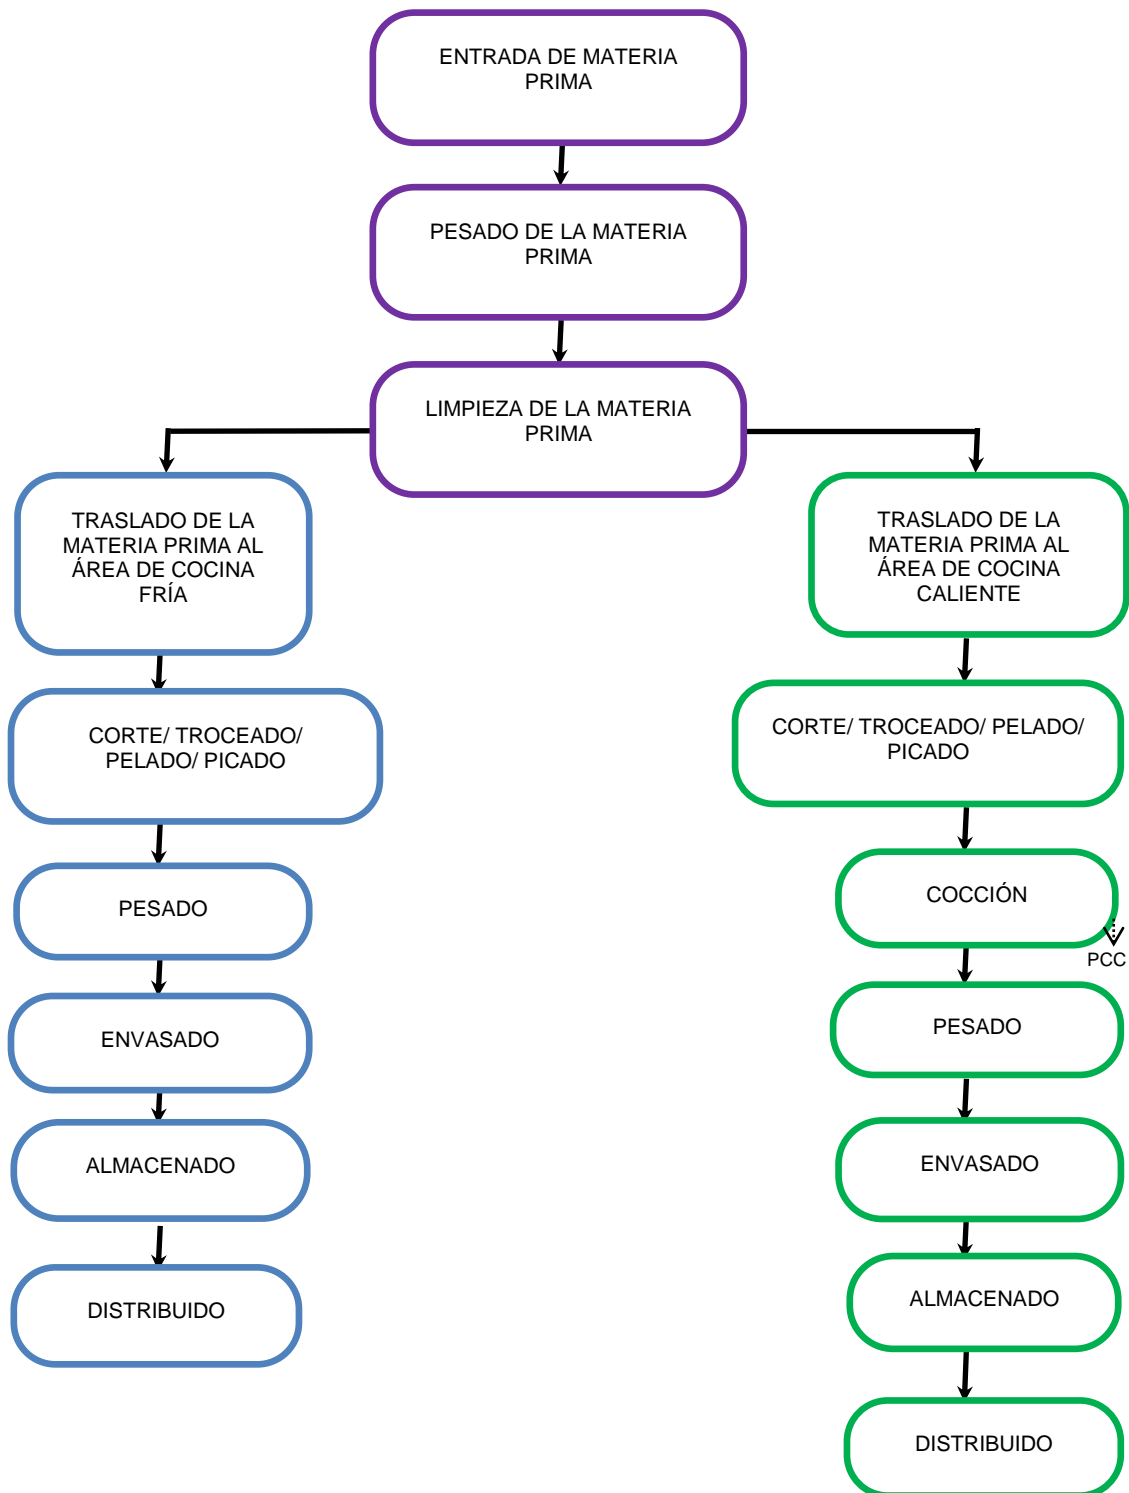 ENTRADA DE MATERIA
PRIMA
PESADO DE LA MATERIA
PRIMA
LIMPIEZA DE LA MATERIA
PRIMA
TRASLADO DE LA
MATERIA PRIMA AL
ÁREA DE COCINA
FRÍA
CORTE/ TROCEADO/
PELADO/ PICADO
PESADO
ENVASADO
ALMACENADO
DISTRIBUIDO
TRASLADO DE LA
MATERIA PRIMA AL
ÁREA DE COCINA
CALIENTE
CORTE/ TROCEADO/ PELADO/
PICADO
COCCIÓN
PCC
PESADO
ENVASADO
ALMACENADO
DISTRIBUIDO